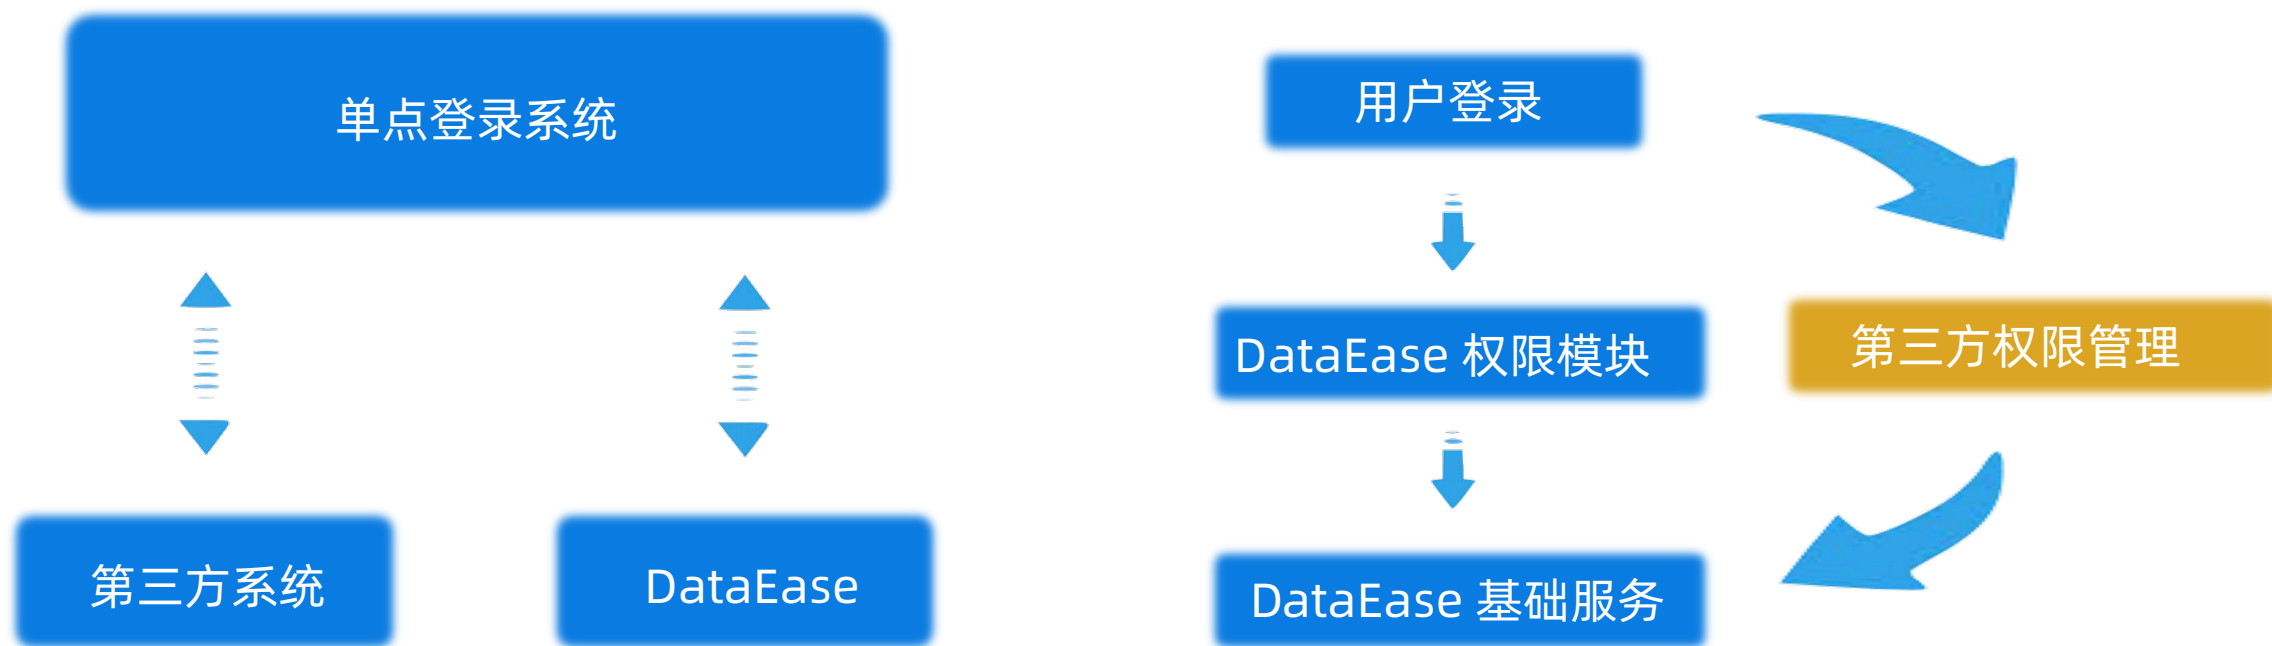 单点登录系统
第三方系统
DataEase
用户登录
DataEase 权限模块
第三方权限管理
DataEase 基础服务